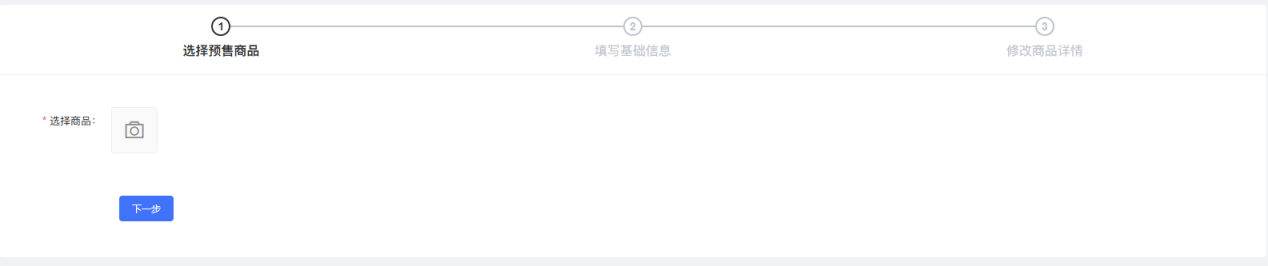 1
选择预售商品
2
填写基础信息
3
修改商品详情
* 选择商品：
下一步